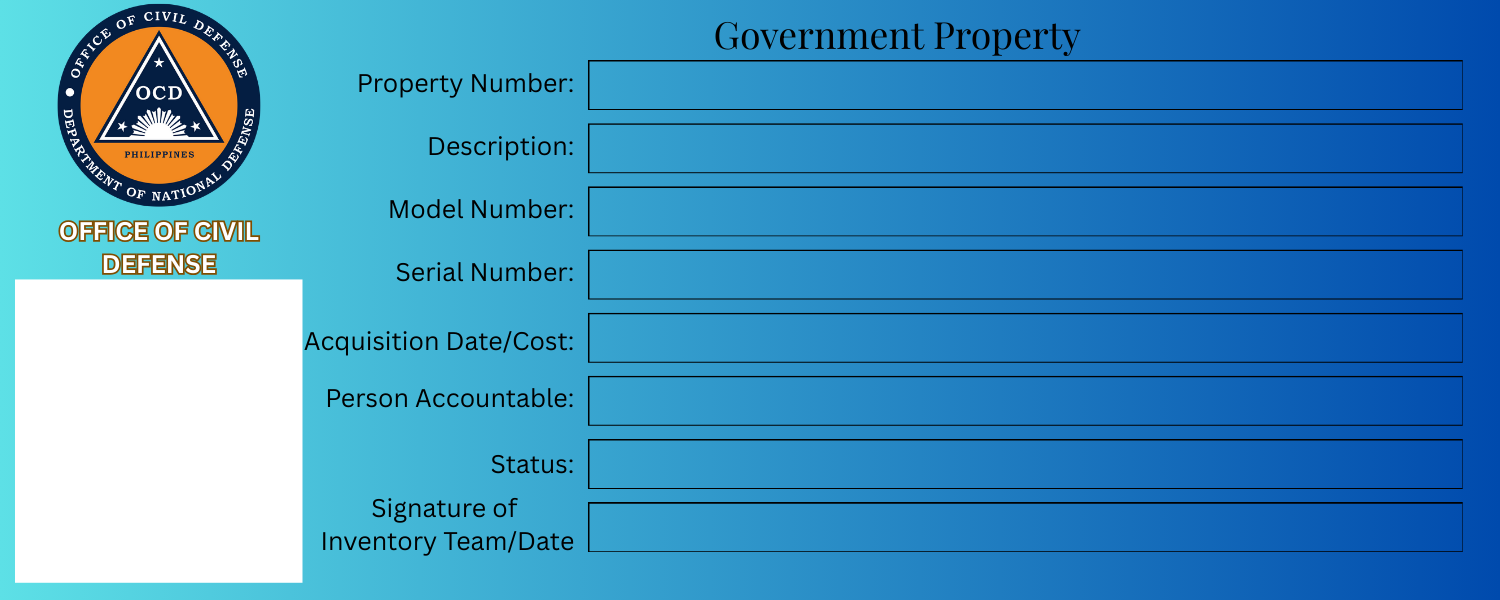 OFFICE OF CIVIL DEFENSE
OCD
PHILIPPINES
DEPARTMENT OF NATIONAL DEFENSE
OFFICE OF CIVIL
DEFENSE
Government Property
Property Number:
Description:
Model Number:
Serial Number:
Acquisition Date/Cost:
Person Accountable:
Status:
Signature of
Inventory Team/Date